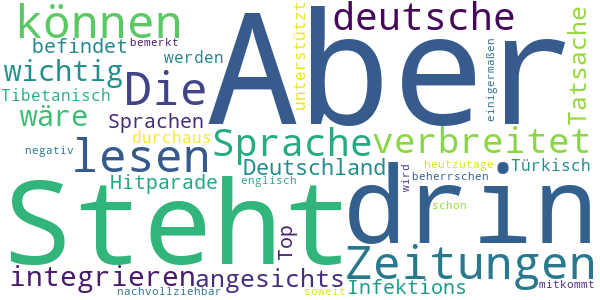 können
deutsche
Aber
unterstützt
Tatsache
bemerkt
befindet
werden
einigermaßen
wichtig
Die
Tibetanisch
wäre
Sprachen
durchaus
Sprache
verbreitet
negativ
lesen
Deutschland
heutzutage
Türkisch
Hitparade
englisch
wird
beherrschen
Steht
drin
schon
Top
Zeitungen
integrieren
angesichts
Infektions
mitkommt
nachvollziehbar
soweit